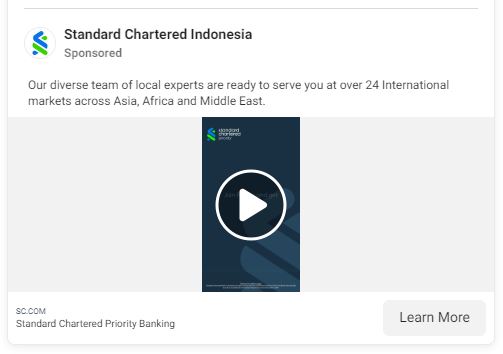 Standard Chartered Indonesia
Sponsored
Our diverse team of local experts are ready to serve you at over 24 International
markets across Asia, Africa and Middle East.
standard
chartered
priority
SC.COM
Standard Chartered Priority Banking
Learn More